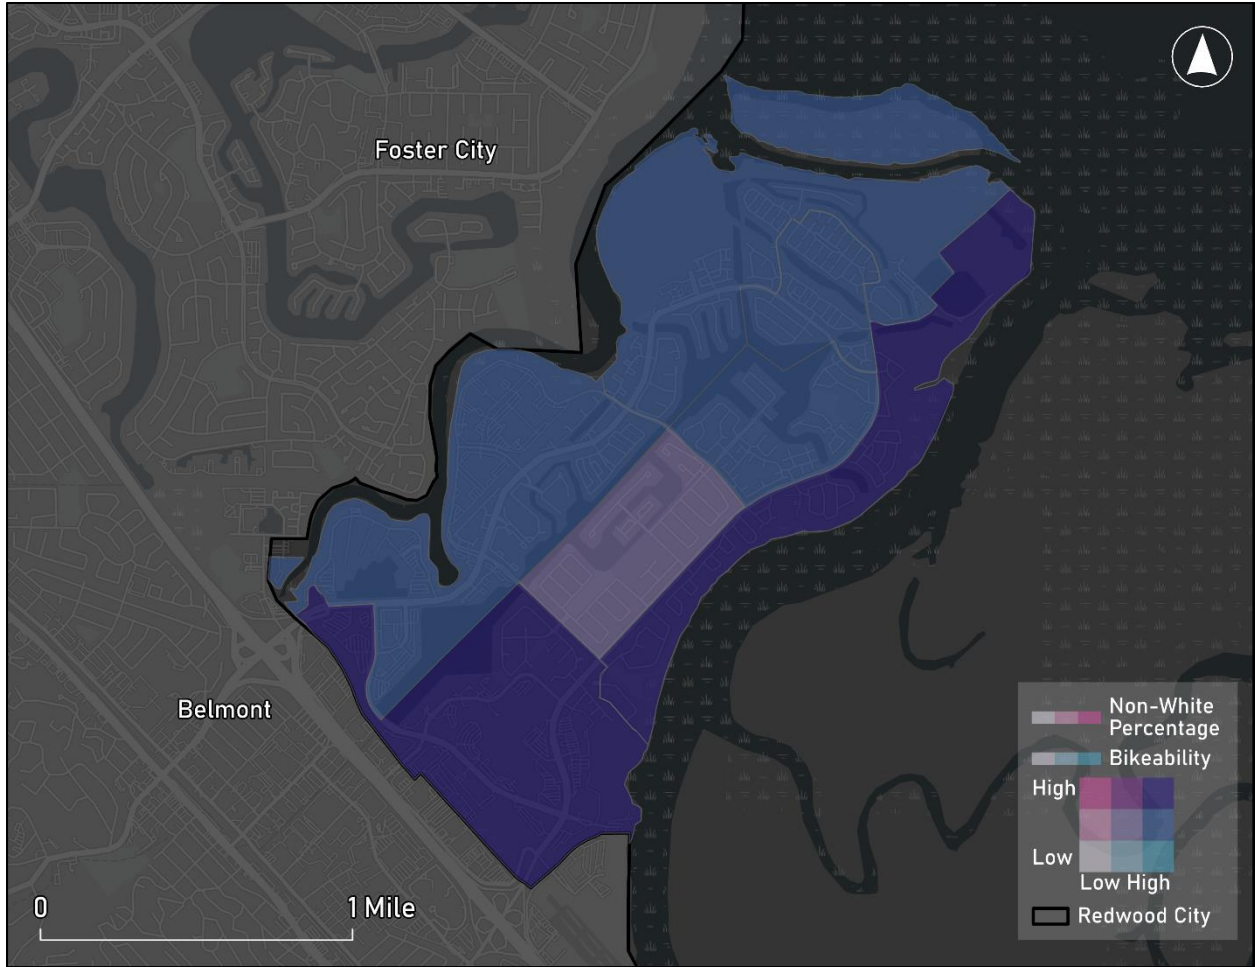 Foster City
Belmont
0
1 Mile
Non-White
Percentage
Bikeability
High
Low
Low High
Redwood City